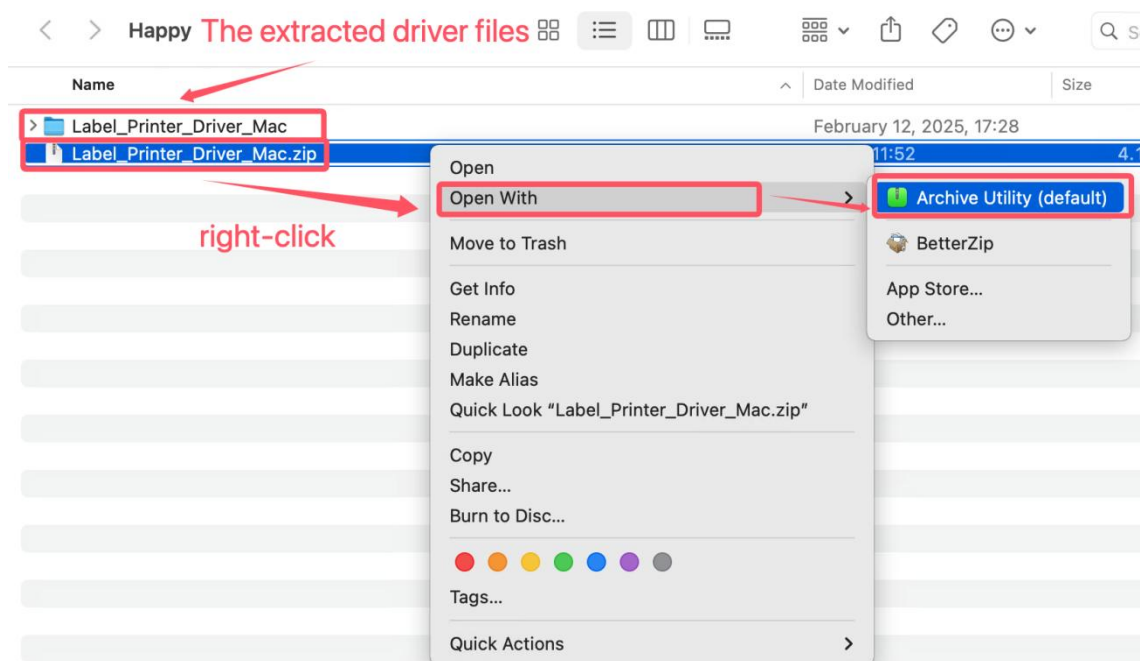 Happy The extracted driver files
Name Date Modified Size
Label_Printer_Driver_Mac February 12, 2025, 17:28
Label_Printer_Driver_Mac.zip 11:52 4.1
Open
Open With Archive Utility (default)
right-click
Move to Trash BetterZip
Get Info App Store...
Rename Other...
Duplicate
Make Alias
Quick Look “Label_Printer_Driver_Mac.zip”
Copy
Share...
Burn to Disc...
Tags...
Quick Actions